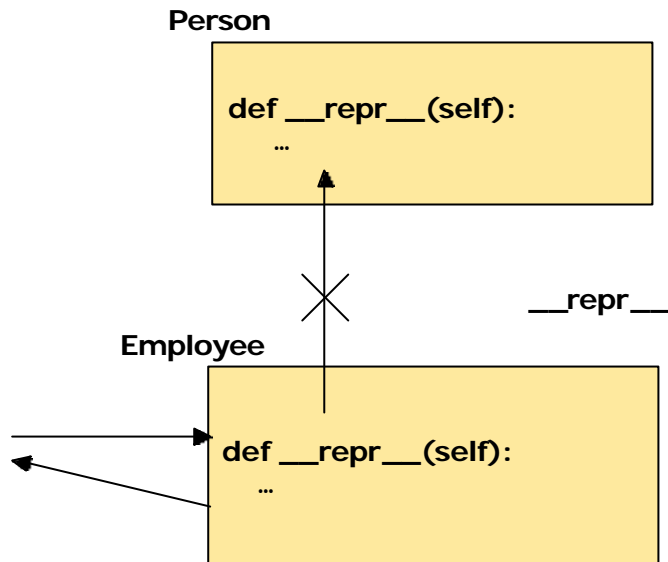 Person
def __repr__(self):
…
__repr__
Employee
def __repr__(self):
…